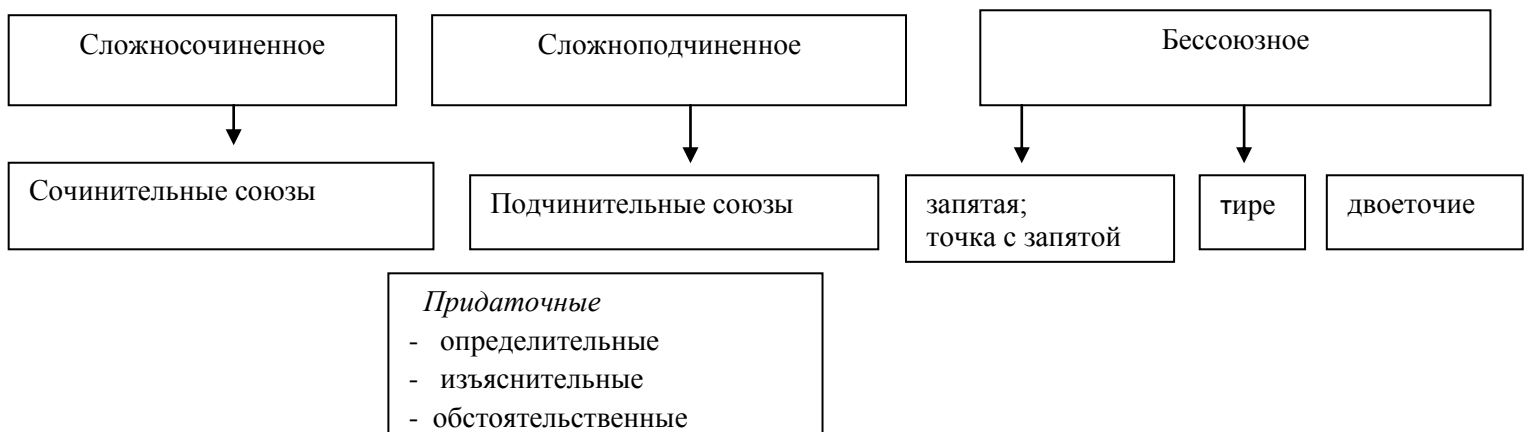 Сложносочиненное
Сложноподчиненное
Бессоюзное
Сочинительные союзы
Подчинительные союзы
запятая;
точка с запятой
тире
двоеточие
Придаточные
- определительные
- изъяснительные
- обстоятельственные